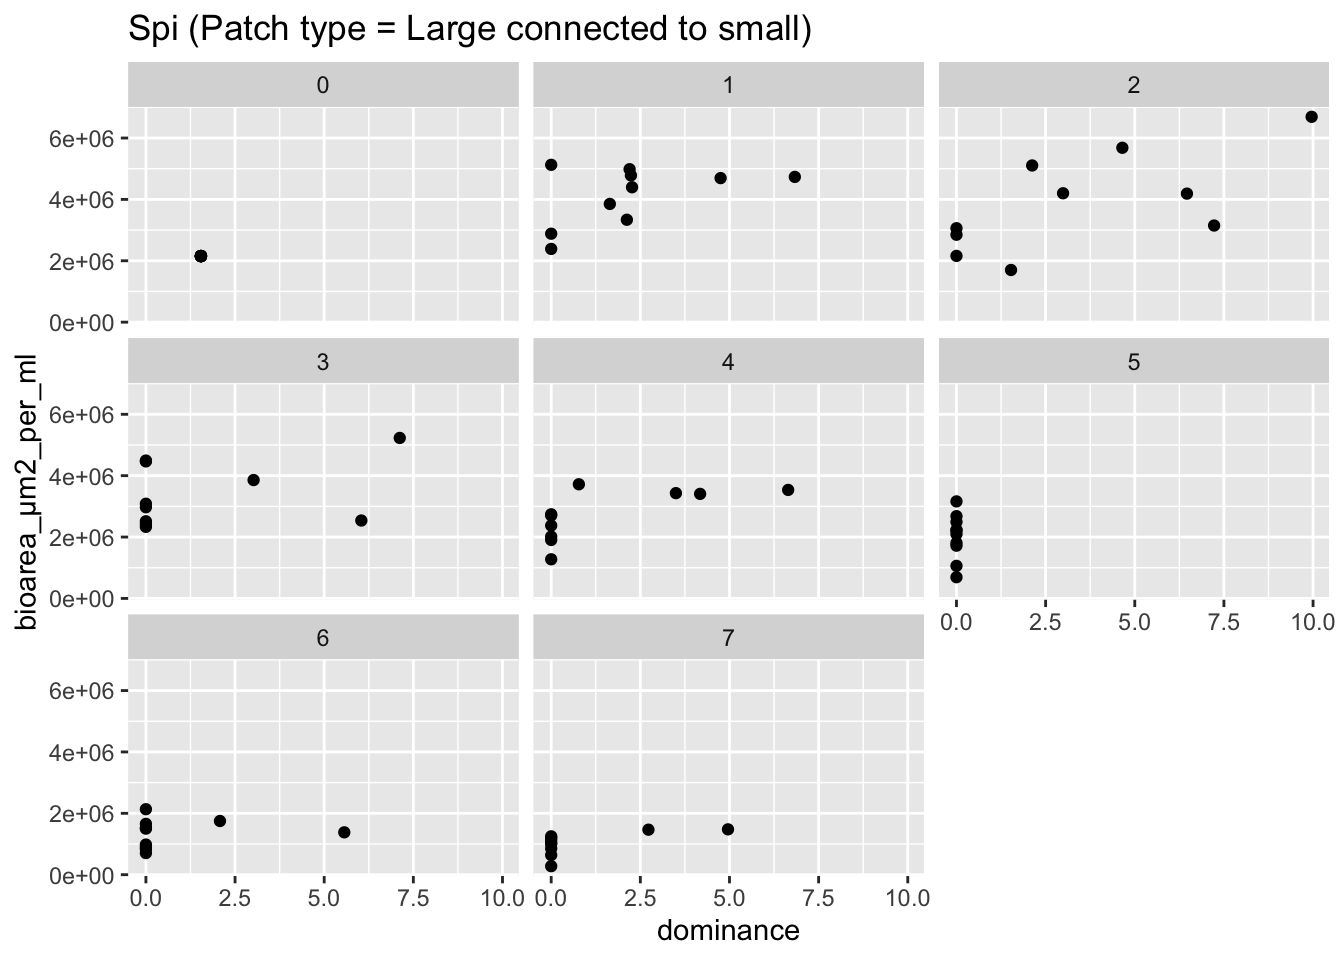 Spi (Patch type = Large connected to small)
0 1 2
6e+06
4e+06
2e+06
0e+00
3 4 5
6e+06
4e+06
2e+06
0e+00
0.0 2.5 5.0 7.5 10.0
6 7
6e+06
4e+06
2e+06
0e+00
0.0 2.5 5.0 7.5 10.0 0.0 2.5 5.0 7.5 10.0
dominance
bioarea_µm2_per_ml